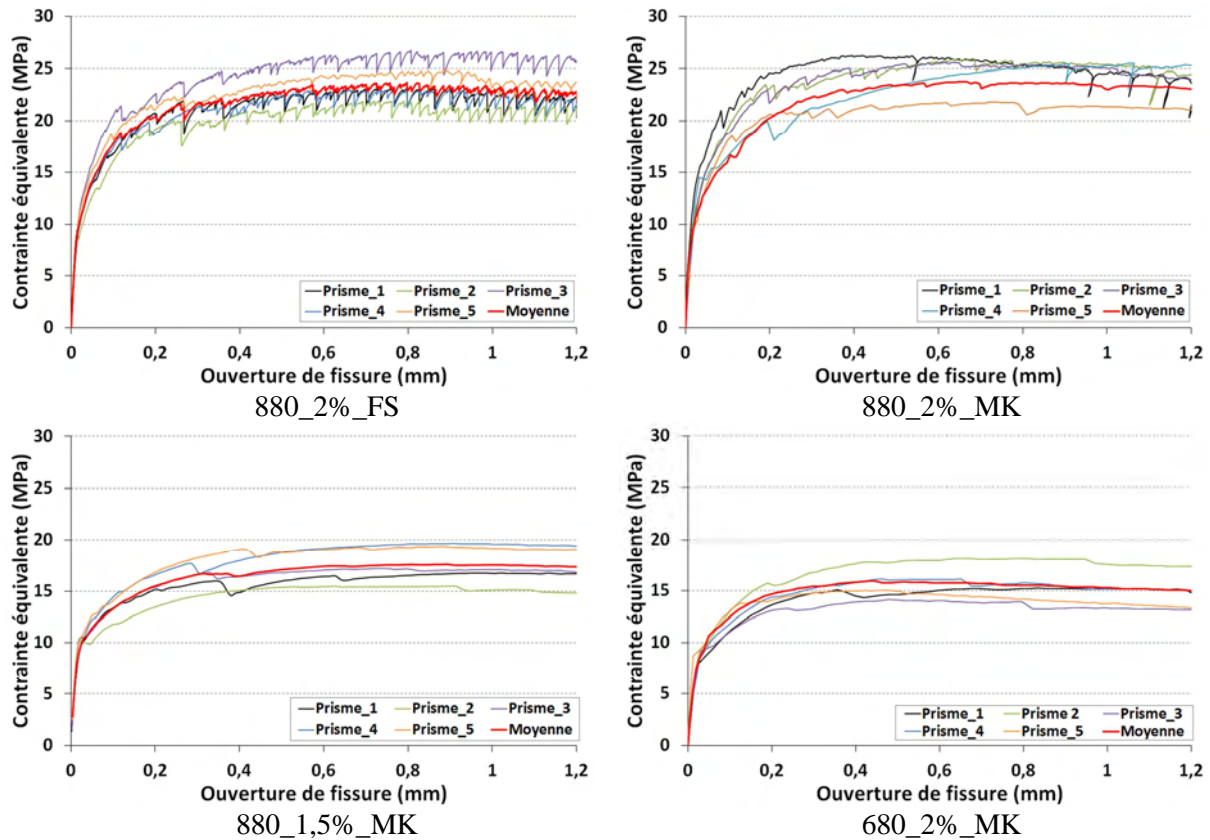 30
25
20
15
10
5
0
Contrainte équivalente (MPa)
Prisme_1 Prisme_2 Prisme_3
Prisme_4 Prisme_5 Moyenne
0 0,2 0,4 0,6 0,8 1 1,2
Ouverture de fissure (mm)
880_2%_FS
30
25
20
15
10
5
0
Contrainte équivalente (MPa)
Prisme_1 Prisme_2 Prisme_3
Prisme_4 Prisme_5 Moyenne
0 0,2 0,4 0,6 0,8 1 1,2
Ouverture de fissure (mm)
880_2%_MK
30
25
20
15
10
5
0
Contrainte équivalente (MPa)
Prisme_1 Prisme_2 Prisme_3
Prisme_4 Prisme_5 Moyenne
0 0,2 0,4 0,6 0,8 1 1,2
Ouverture de fissure (mm)
880_1,5%_MK
30
25
20
15
10
5
0
Contrainte équivalente (MPa)
Prisme_1 Prisme 2 Prisme_3
Prisme_4 Prisme_5 Moyenne
0 0,2 0,4 0,6 0,8 1 1,2
Ouverture de fissure (mm)
680_2%_MK